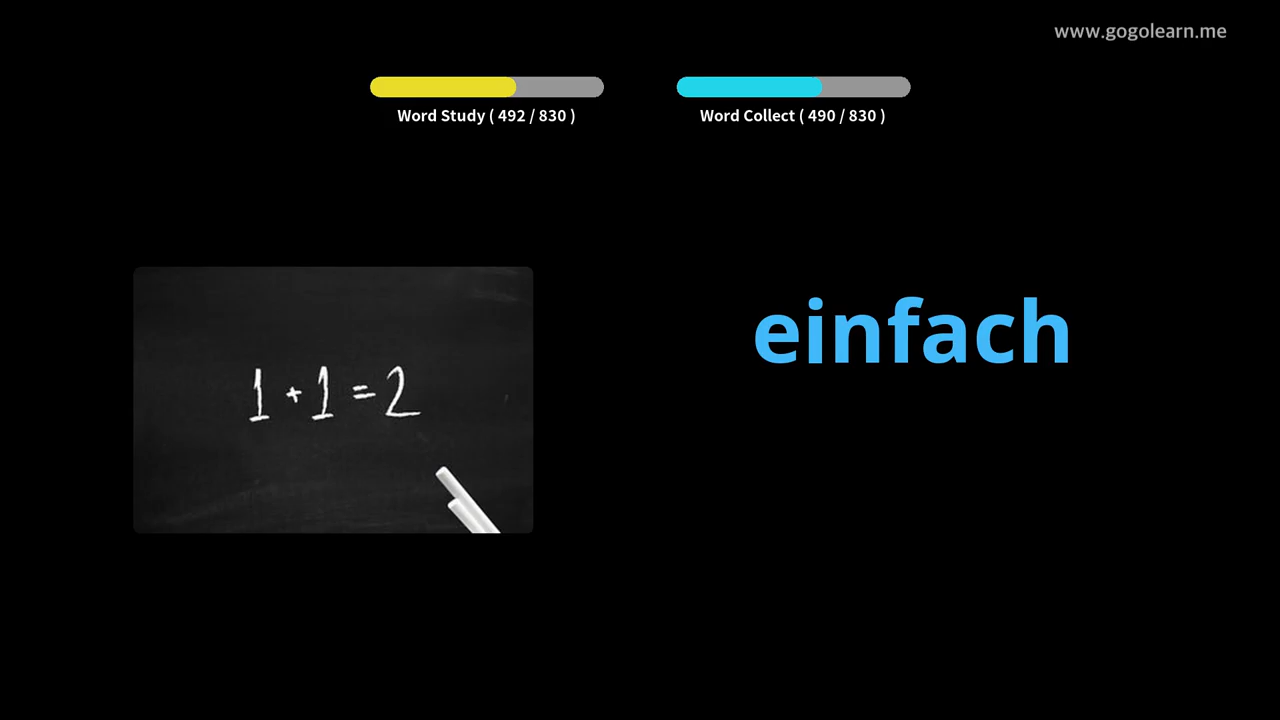 www.gogolearn.me
Word Study ( 492 / 830 )
Word Collect ( 490 / 830 )
einfach
1 + 1 = 2